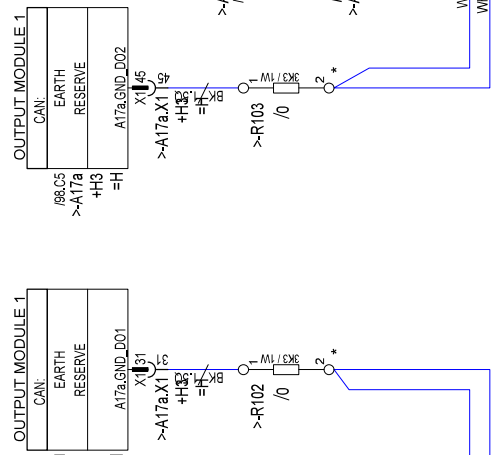 OUTPUT MODULE 1
CAN:
EARTH
RESERVE
A17a.GND_DO2
X1
45
45
>-A17a.X1
+H3
=H
BK
1
3K3 / 1W
2
*
>-R103
/0
/98.C5
>-A17a
+H3
=H
OUTPUT MODULE 1
CAN:
EARTH
RESERVE
A17a.GND_DO1
X1
31
31
>-A17a.X1
+H3
=H
BK
1
3K3 / 1W
2
*
>-R102
/0